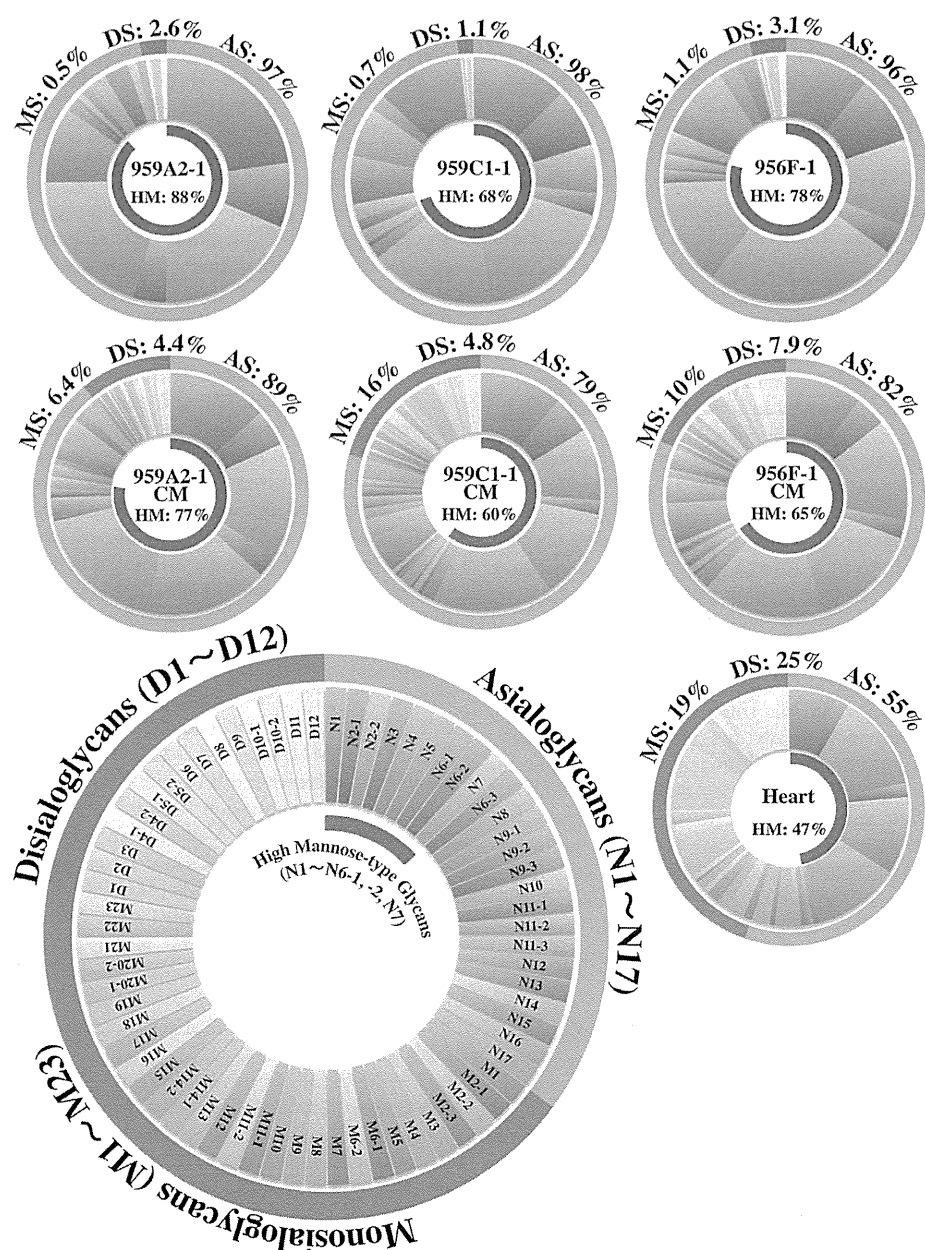 MS: 0.5%
DS: 2.6%
AS: 97%
959A2-1
HM: 88%
MS: 0.7%
DS: 1.1%
AS: 98%
959C1-1
HM: 68%
MS: 1.1%
DS: 3.1%
AS: 96%
956F-1
HM: 78%
MS: 6.4%
DS: 4.4%
AS: 89%
959A2-1
CM
HM: 77%
MS: 16%
DS: 4.8%
AS: 79%
959C1-1
CM
HM: 60%
MS: 10%
DS: 7.9%
AS: 82%
956F-1
CM
HM: 65%
MS: 19%
DS: 25%
AS: 55%
Heart
HM: 47%
Disialoglycans (D1～D12)
Asialoglycans (N1～N17)
Monosialoglycans (M1～M23)
High Mannose-type Glycans
(N1～N6-1, -2, N7)
N1
N2-1
N2-2
N3
N4
N5
N6-1
N6-2
N7
N6-3
N8
N9-1
N9-2
N9-3
N10
N11-1
N11-2
N11-3
N12
N13
N14
N15
N16
N17
M1
M2-1
M2-2
M2-3
M3
M4
M5
M6-1
M6-2
M7
M8
M9
M10
M11-1
M11-2
M12
M13
M14-1
M14-2
M15
M16
M17
M18
M19
M20-1
M20-2
M21
M22
M23
D1
D2
D3
D4-1
D4-2
D5-1
D5-2
D6
D7
D8
D9
D10-1
D10-2
D11
D12